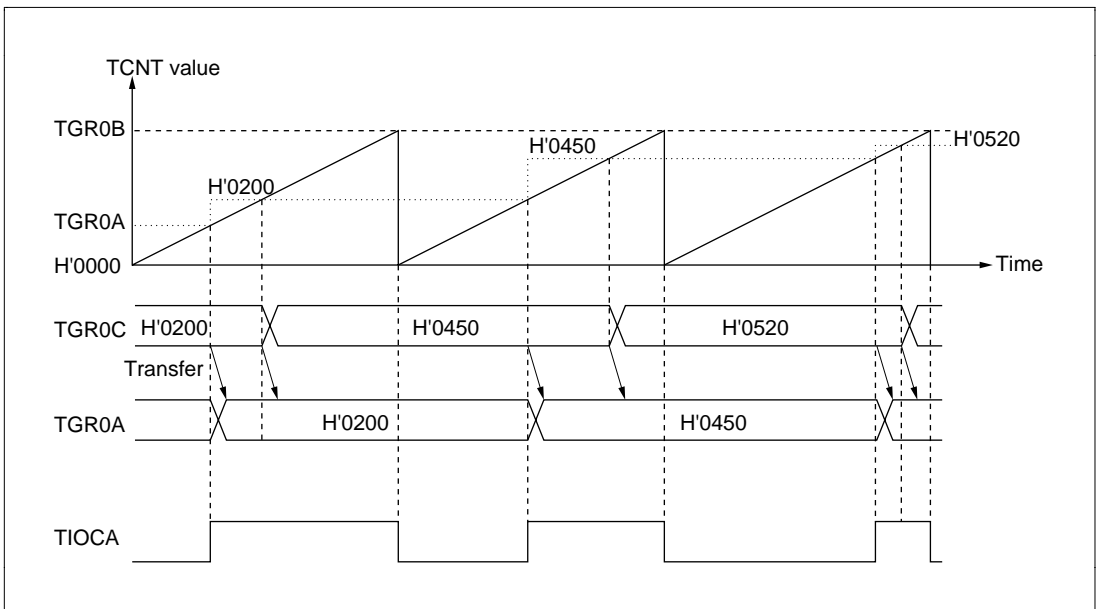 TCNT value
TGR0B
H'0520
H'0450
H'0200
TGR0A
H'0000
Time
TGR0C
H'0200
H'0450
H'0520
Transfer
TGR0A
H'0200
H'0450
TIOCA